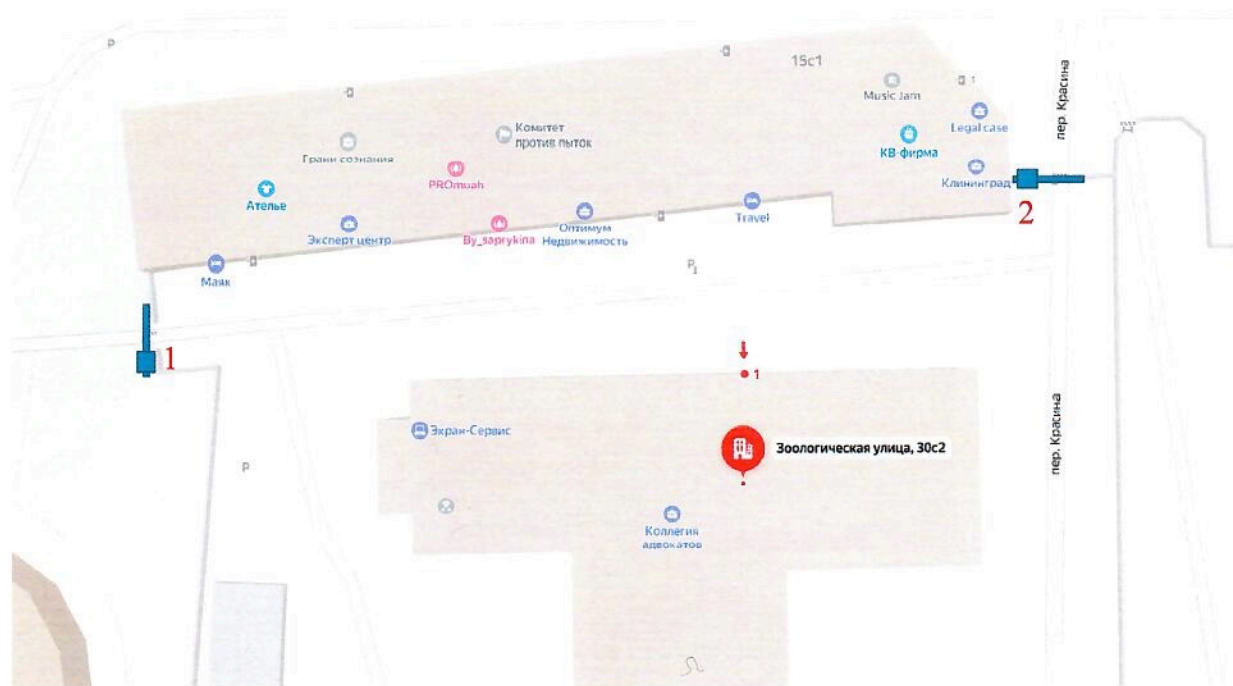 P
15с1
Music Jam
1
Legal case
пер. Красина
Комитет
против пыток
КВ-фирма
Грани сознания
PROmuah
Клининград
Ателье
2
Travel
Эксперт центр
By_saprykina
Оптимум
Недвижимость
Маяк
P
1
1
Экран-Сервис
Зоологическая улица, 30с2
пер. Красина
P
Коллегия
адвокатов